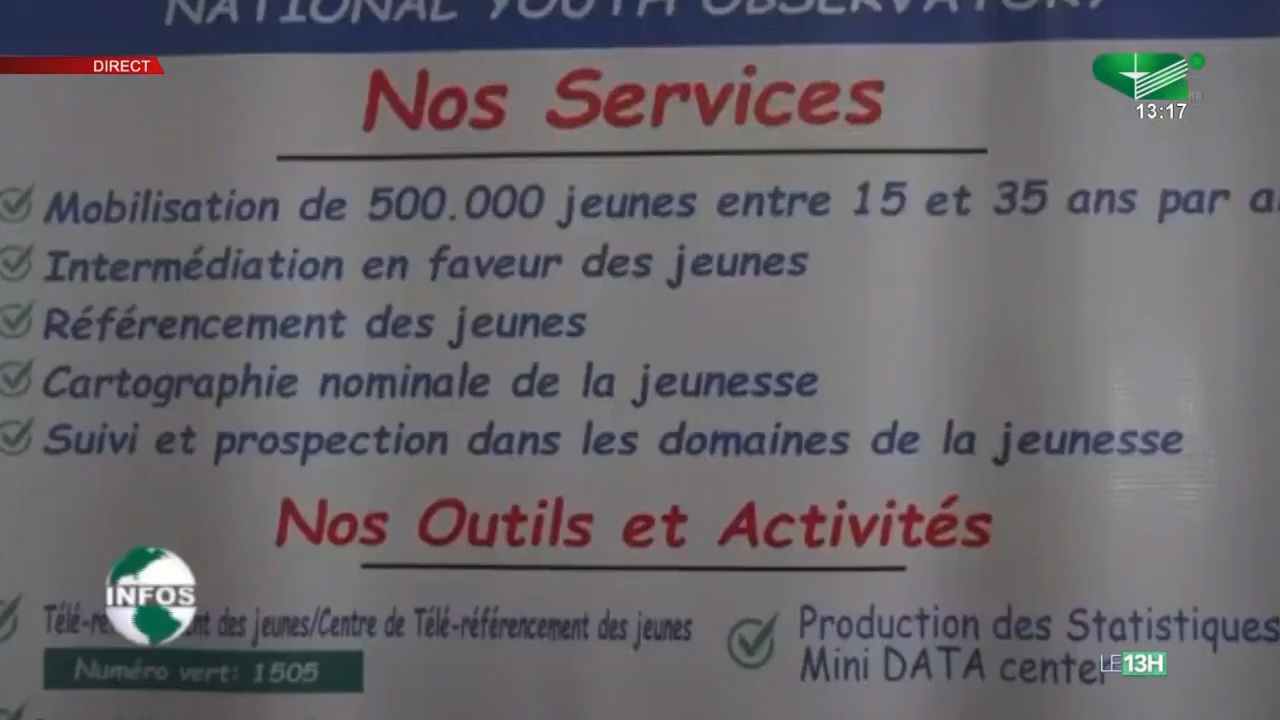 NATIONAL YOUTH OBSERVATORY
DIRECT
13:17
Nos Services
Mobilisation de 500.000 jeunes entre 15 et 35 ans par
Intermédiation en faveur des jeunes
Référencement des jeunes
Cartographie nominale de la jeunesse
Suivi et prospection dans les domaines de la jeunesse
Nos Outils et Activités
INFOS
des jeunes/Centre de Télé-référencement des jeunes
Numéro vert: 1505
Production des Statistiques
Mini DATA center
LE 13H